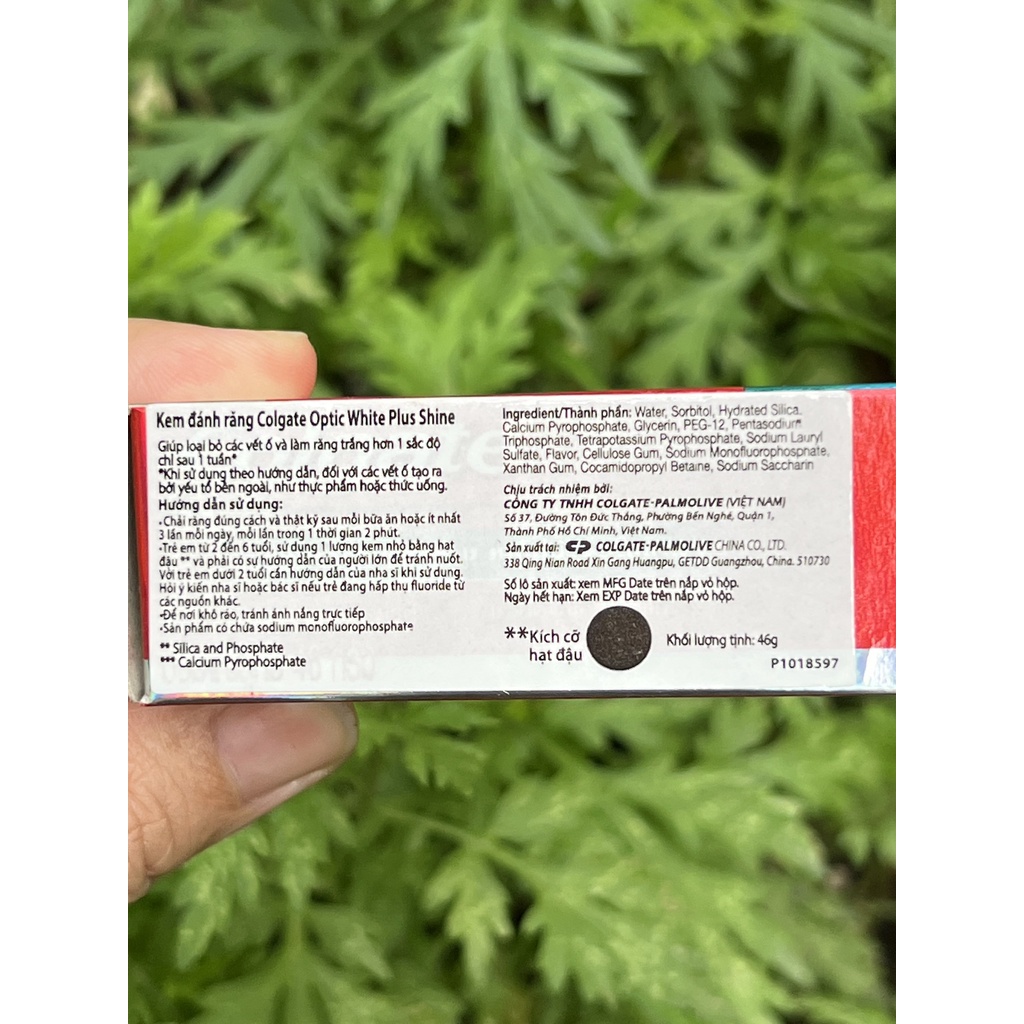 Kem đánh răng Colgate Optic White Plus Shine
Giúp loại bỏ các vết ố và làm răng trắng hơn 1 sắc độ
chỉ sau 1 tuần*
*Khi sử dụng theo hướng dẫn, đối với các vết ố tạo ra
bởi yếu tố bên ngoài, như thực phẩm hoặc thức uống.
Hướng dẫn sử dụng:
•Chải răng đúng cách và thật kỹ sau mỗi bữa ăn hoặc ít nhất
3 lần mỗi ngày, mỗi lần trong 1 thời gian 2 phút.
•Trẻ em từ 2 đến 6 tuổi, sử dụng 1 lượng kem nhỏ bằng hạt
đậu ** và phải có sự hướng dẫn của người lớn để tránh nuốt.
Với trẻ em dưới 2 tuổi cần hướng dẫn của nha sĩ khi sử dụng.
Hỏi ý kiến nha sĩ hoặc bác sĩ nếu trẻ đang hấp thụ fluoride từ
các nguồn khác.
•Để nơi khô ráo, tránh ánh nắng trực tiếp
•Sản phẩm có chứa sodium monofluorophosphate
** Silica and Phosphate
*** Calcium Pyrophosphate
Ingredient/Thành phần: Water, Sorbitol, Hydrated Silica,
Calcium Pyrophosphate, Glycerin, PEG-12, Pentasodium
Triphosphate, Tetrapotassium Pyrophosphate, Sodium Lauryl
Sulfate, Flavor, Cellulose Gum, Sodium Monofluorophosphate,
Xanthan Gum, Cocamidopropyl Betaine, Sodium Saccharin
Chịu trách nhiệm bởi:
CÔNG TY TNHH COLGATE-PALMOLIVE (VIỆT NAM)
Số 37, Đường Tôn Đức Thắng, Phường Bến Nghé, Quận 1,
Thành Phố Hồ Chí Minh, Việt Nam.
Sản xuất tại: CP COLGATE-PALMOLIVE CHINA CO., LTD.
338 Qing Nian Road Xin Gang Huangpu, GETDD Guangzhou, China. 510730
Số lô sản xuất: xem MFG Date trên nắp vỏ hộp.
Ngày hết hạn: Xem EXP Date trên nắp vỏ hộp.
**Kích cỡ
hạt đậu
Khối lượng tịnh: 46g
P1018597